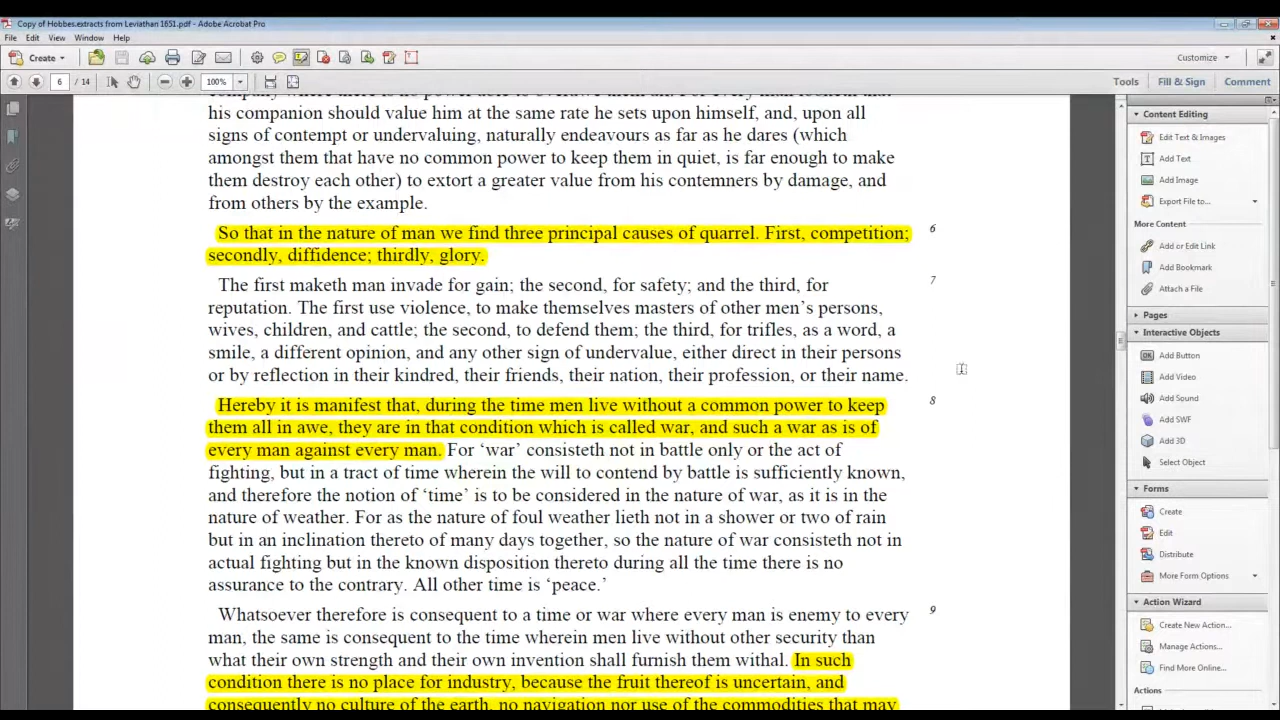 Copy of Hobbes.extracts from Leviathan 1651.pdf - Adobe Acrobat Pro
File Edit View Window Help
Create Customize
6 / 14 100% Tools Fill & Sign Comment
his companion should value him at the same rate he sets upon himself, and, upon all
signs of contempt or undervaluing, naturally endeavours as far as he dares (which
amongst them that have no common power to keep them in quiet, is far enough to make
them destroy each other) to extort a greater value from his contemners by damage, and
from others by the example.
So that in the nature of man we find three principal causes of quarrel. First, competition; 6
secondly, diffidence; thirdly, glory.
The first maketh man invade for gain; the second, for safety; and the third, for 7
reputation. The first use violence, to make themselves masters of other men's persons,
wives, children, and cattle; the second, to defend them; the third, for trifles, as a word, a
smile, a different opinion, and any other sign of undervalue, either direct in their persons
or by reflection in their kindred, their friends, their nation, their profession, or their name.
Hereby it is manifest that, during the time men live without a common power to keep 8
them all in awe, they are in that condition which is called war, and such a war as is of
every man against every man. For ‘war’ consisteth not in battle only or the act of
fighting, but in a tract of time wherein the will to contend by battle is sufficiently known,
and therefore the notion of ‘time’ is to be considered in the nature of war, as it is in the
nature of weather. For as the nature of foul weather lieth not in a shower or two of rain
but in an inclination thereto of many days together, so the nature of war consisteth not in
actual fighting but in the known disposition thereto during all the time there is no
assurance to the contrary. All other time is ‘peace.’
Whatsoever therefore is consequent to a time or war where every man is enemy to every 9
man, the same is consequent to the time wherein men live without other security than
what their own strength and their own invention shall furnish them withal. In such
condition there is no place for industry, because the fruit thereof is uncertain, and
consequently no culture of the earth, no navigation nor use of the commodities that may
Content Editing
Edit Text & Images
Add Text
Add Image
Export File to...
More Content
Add or Edit Link
Add Bookmark
Attach a File
Pages
Interactive Objects
OK Add Button
Add Video
Add Sound
Add SWF
Add 3D
Select Object
Forms
Create
Edit
Distribute
More Form Options
Action Wizard
Create New Action...
Manage Actions...
Find More Online...
Actions